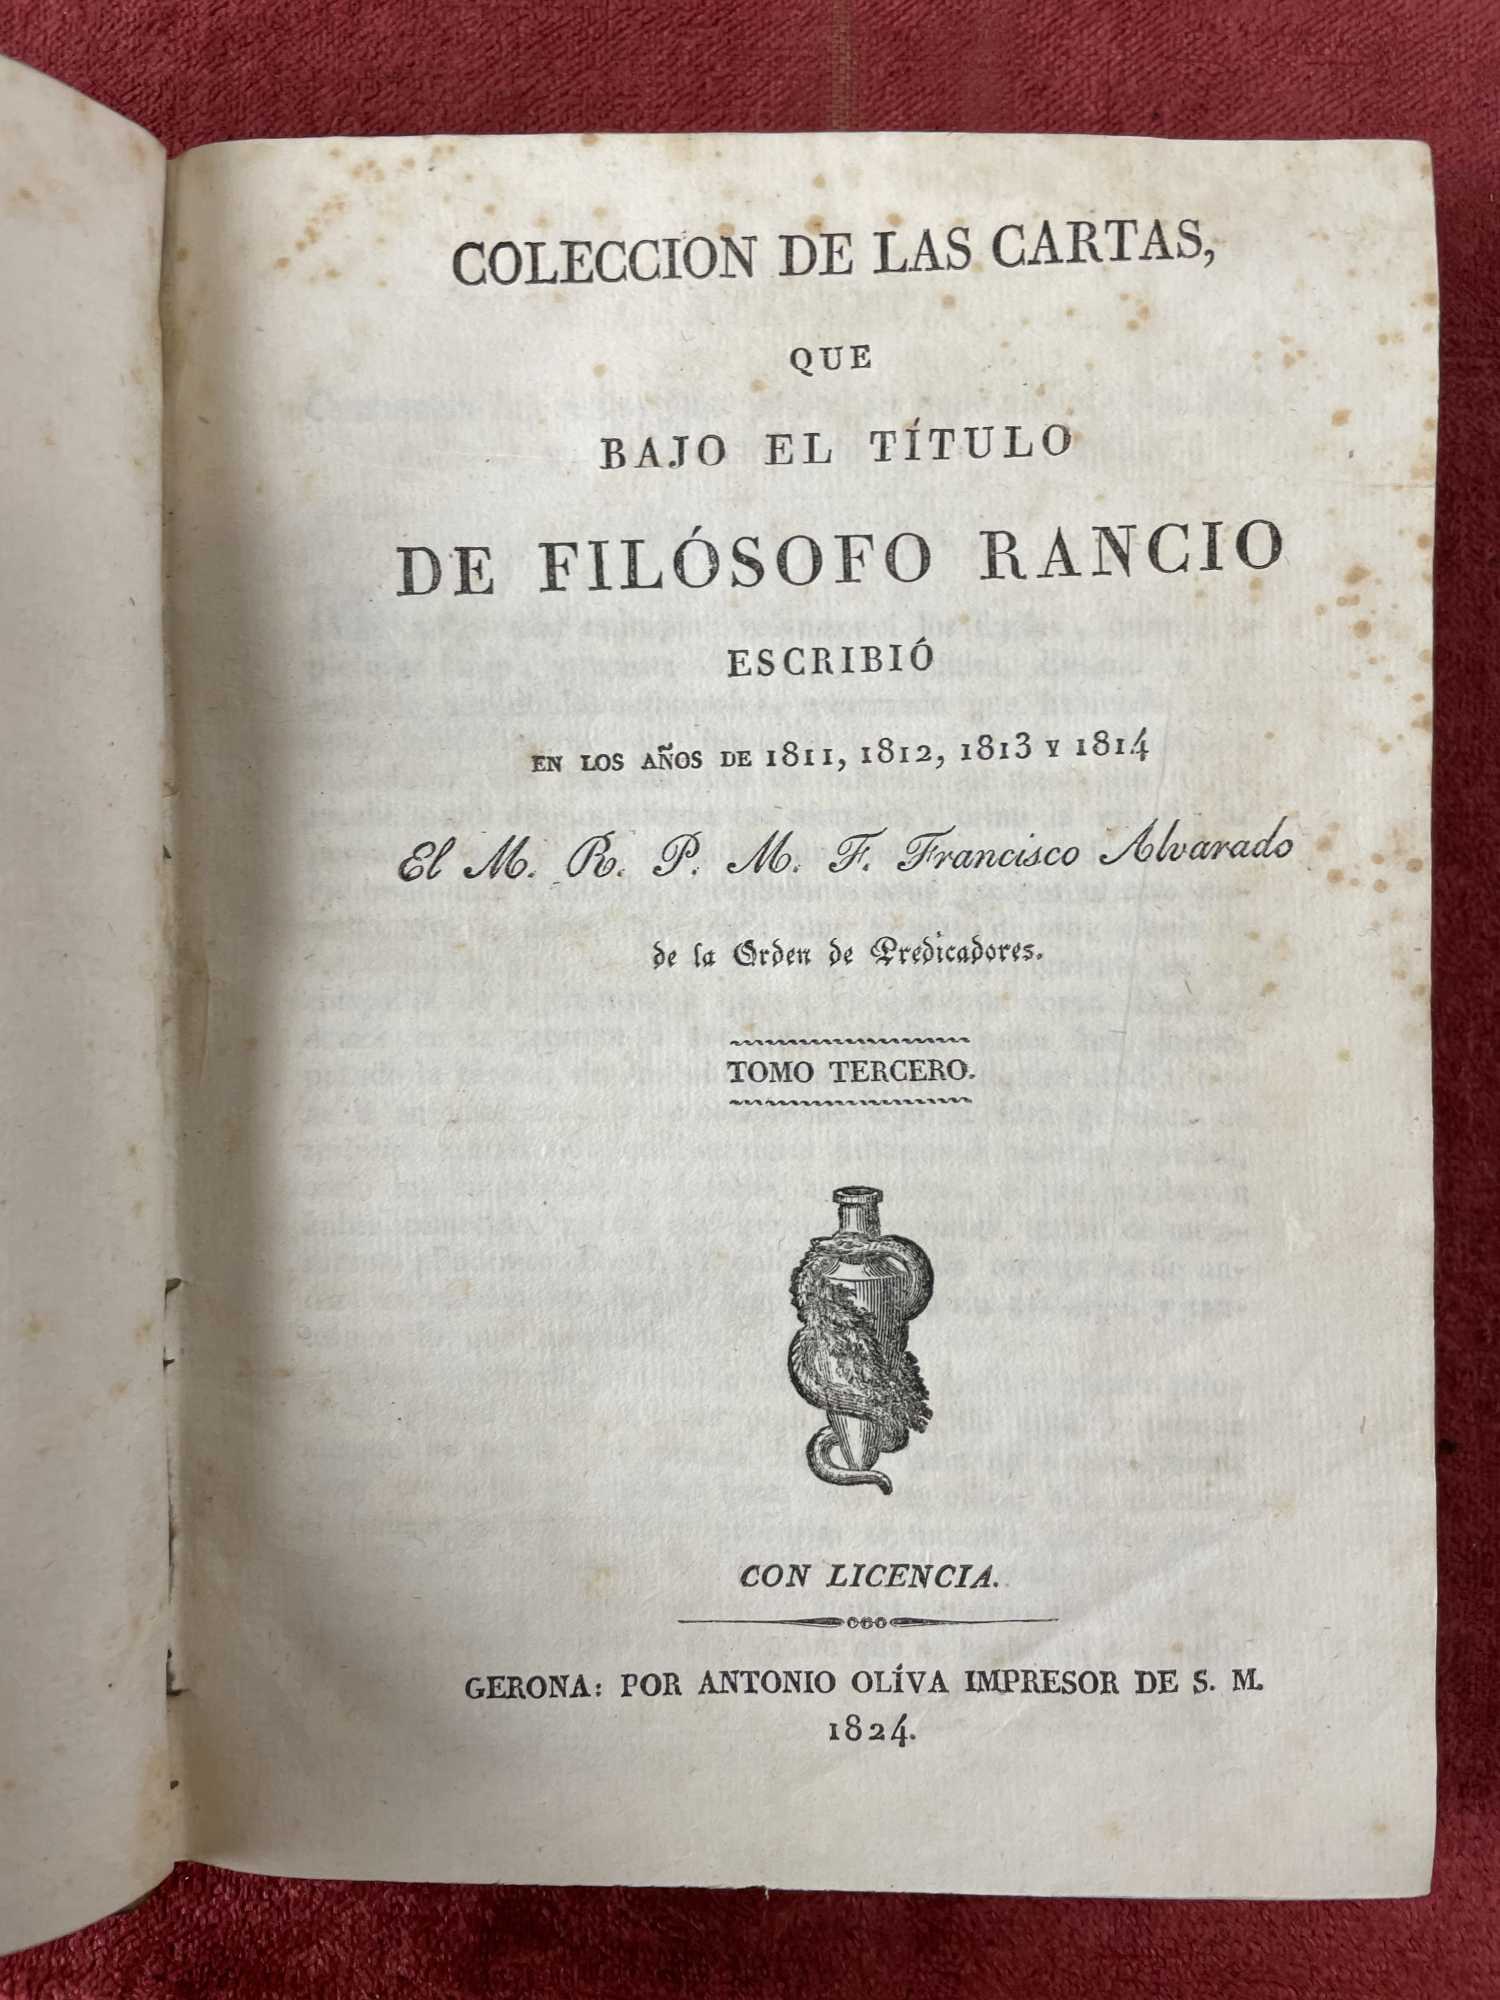 COLECCION DE LAS CARTAS,
QUE
BAJO EL TÍTULO
DE FILÓSOFO RANCIO
ESCRIBIÓ
EN LOS AÑOS DE 1811, 1812, 1813 Y 1814
El M. R. P. M. F. Francisco Alvarado
de la Orden de Predicadores.
TOMO TERCERO.
CON LICENCIA.
GERONA: POR ANTONIO OLÍVA IMPRESOR DE S. M.
1824.